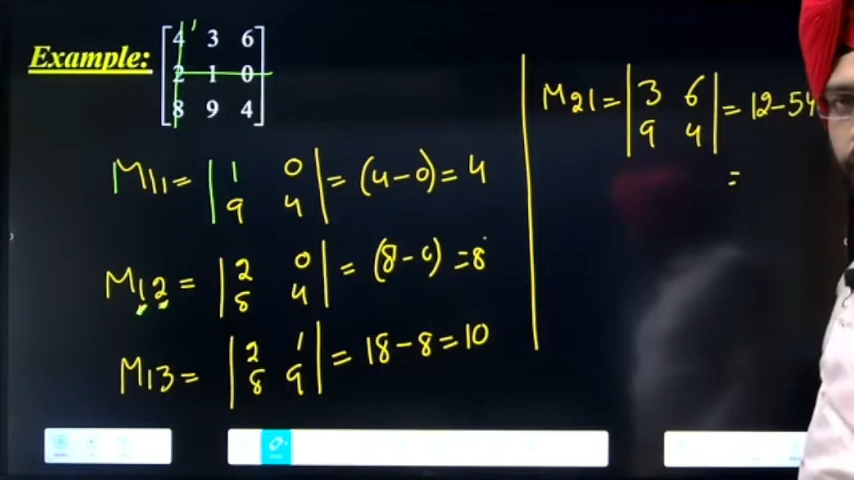 Example:
4 3 6
2 1 0
8 9 4
M11 = | 1 0 | = (4 - 0) = 4
| 9 4 |
M12 = | 2 0 | = (8 - 0) = 8
| 8 4 |
M13 = | 2 1 | = 18 - 8 = 10
| 8 9 |
M21 = | 3 6 | = 12 - 54
| 9 4 |
=